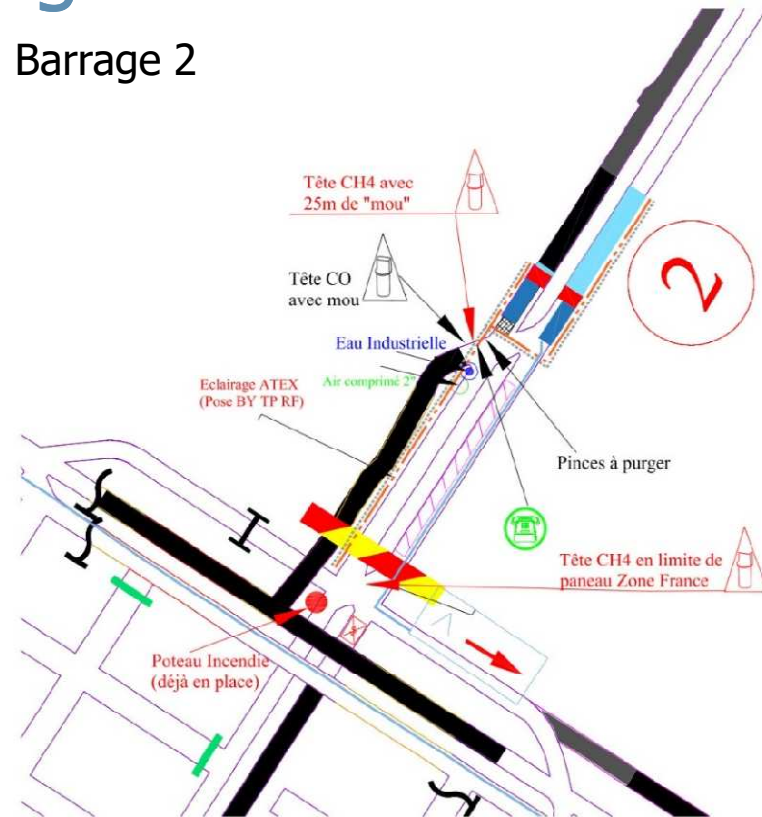 g
Barrage 2
Tête CH4 avec
25m de "mou"
2
Tête CO
avec mou
Eau Industrielle
Eclairage ATEX
(Pose BY TP RF)
Air comprimé 2"
Pinces à purger
Tête CH4 en limite de
paneau Zone France
Poteau Incendie
(déjà en place)